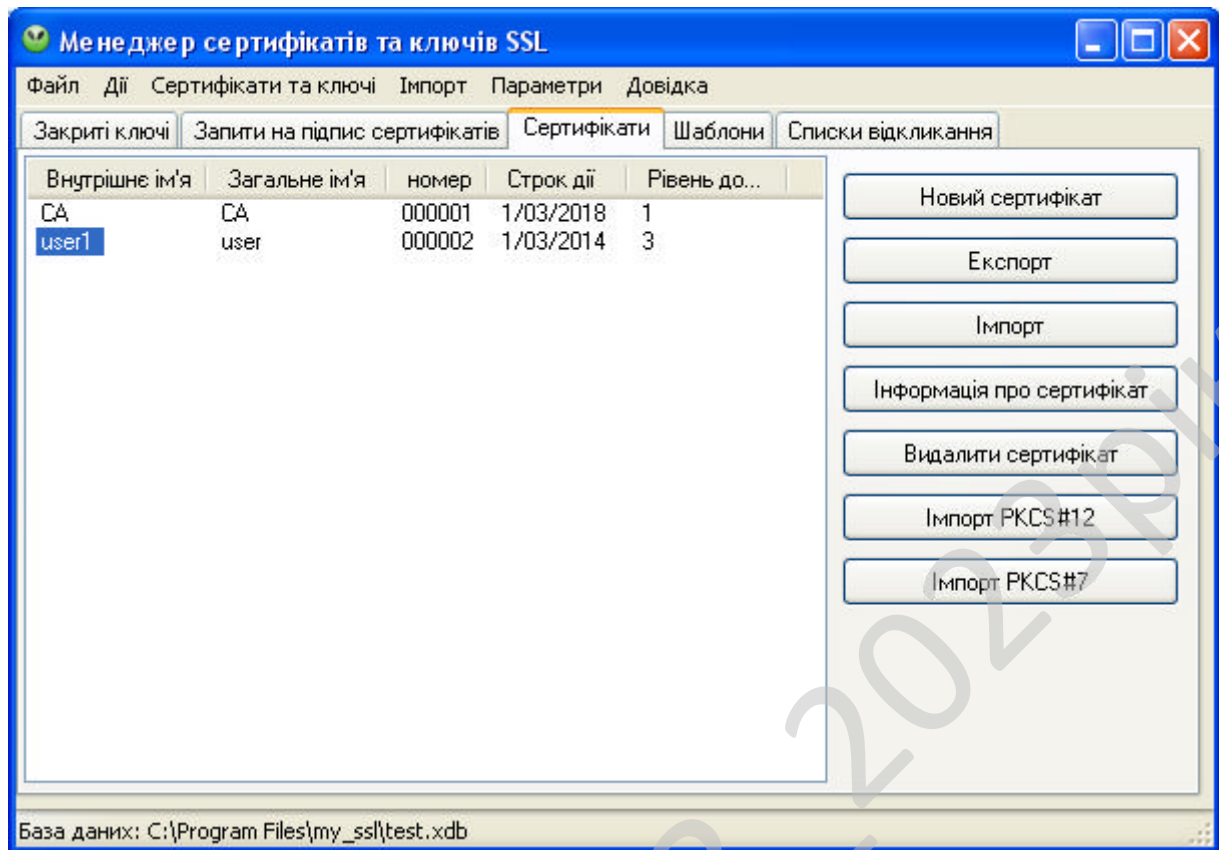 Менеджер сертифікатів та ключів SSL
Файл Дії Сертифікати та ключі Імпорт Параметри Довідка
Закриті ключі Запити на підпис сертифікатів Сертифікати Шаблони Списки відкликання
Внутрішнє ім'я Загальне ім'я номер Строк дії Рівень до...
CA CA 000001 1/03/2018 1
user1 user 000002 1/03/2014 3
Новий сертифікат
Експорт
Імпорт
Інформація про сертифікат
Видалити сертифікат
Імпорт PKCS#12
Імпорт PKCS#7
База даних: C:\Program Files\my_ssl\test.xdb
2023рік